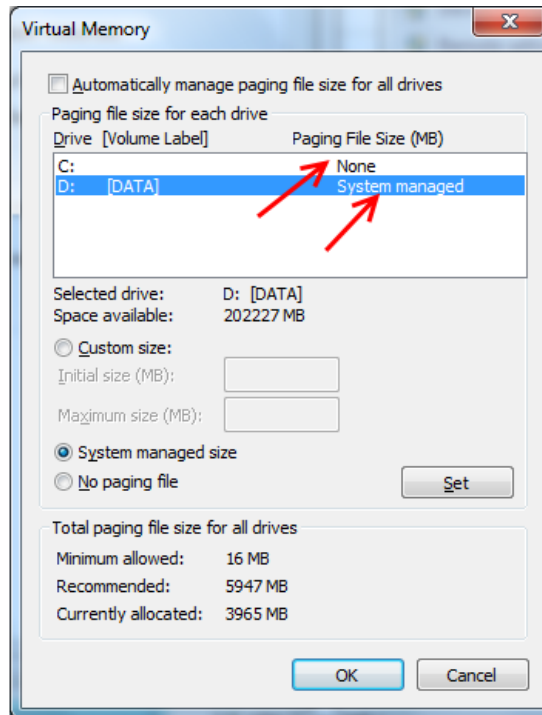 Virtual Memory
Automatically manage paging file size for all drives
Paging file size for each drive
Drive [Volume Label] Paging File Size (MB)
C: None
D: [DATA] System managed
Selected drive: D: [DATA]
Space available: 202227 MB
Custom size:
Initial size (MB):
Maximum size (MB):
System managed size
No paging file Set
Total paging file size for all drives
Minimum allowed: 16 MB
Recommended: 5947 MB
Currently allocated: 3965 MB
OK Cancel